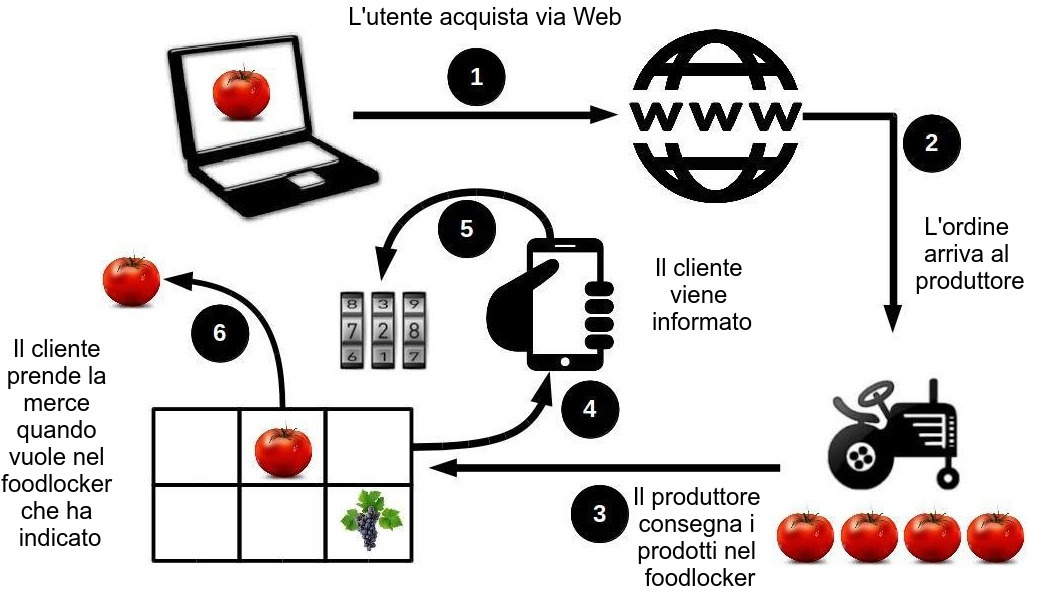 L'utente acquista via Web
1
www
2
L'ordine
arriva al
produttore
5
Il cliente
viene
informato
8 3 9
7 2 8
6 1 7
6
Il cliente
prende la
merce
quando
vuole nel
foodlocker
che ha
indicato
4
3
Il produttore
consegna i
prodotti nel
foodlocker